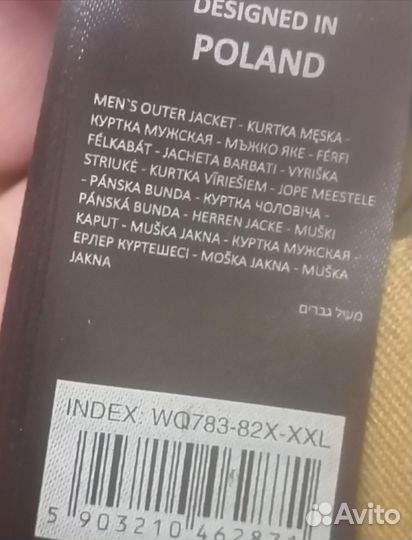 DESIGNED IN
POLAND
MEN`S OUTER JACKET - KURTKA MĘSKA -
КУРТКА МУЖСКАЯ - МЪЖКО ЯКЕ - FÉRFI
FÉLKABÁT - JACHETA BARBATI - VYRIŠKA
STRIUKĖ - KURTKA VĪRIEŠIEM - JOPE MEESTELE
- PÁNSKA BUNDA - КУРТКА ЧОЛОВІЧА -
PÁNSKÁ BUNDA - HERREN JACKE - MUŠKI
KAPUT - MUŠKA JAKNA - КУРТКА МУЖСКАЯ -
ЕРЛЕР КҮРТЕШЕСІ - MOŠKA JAKNA - MUŠKA
JAKNA
מעיל גברים
INDEX: WQ783-82X-XXL
5 903210 46287
Avito